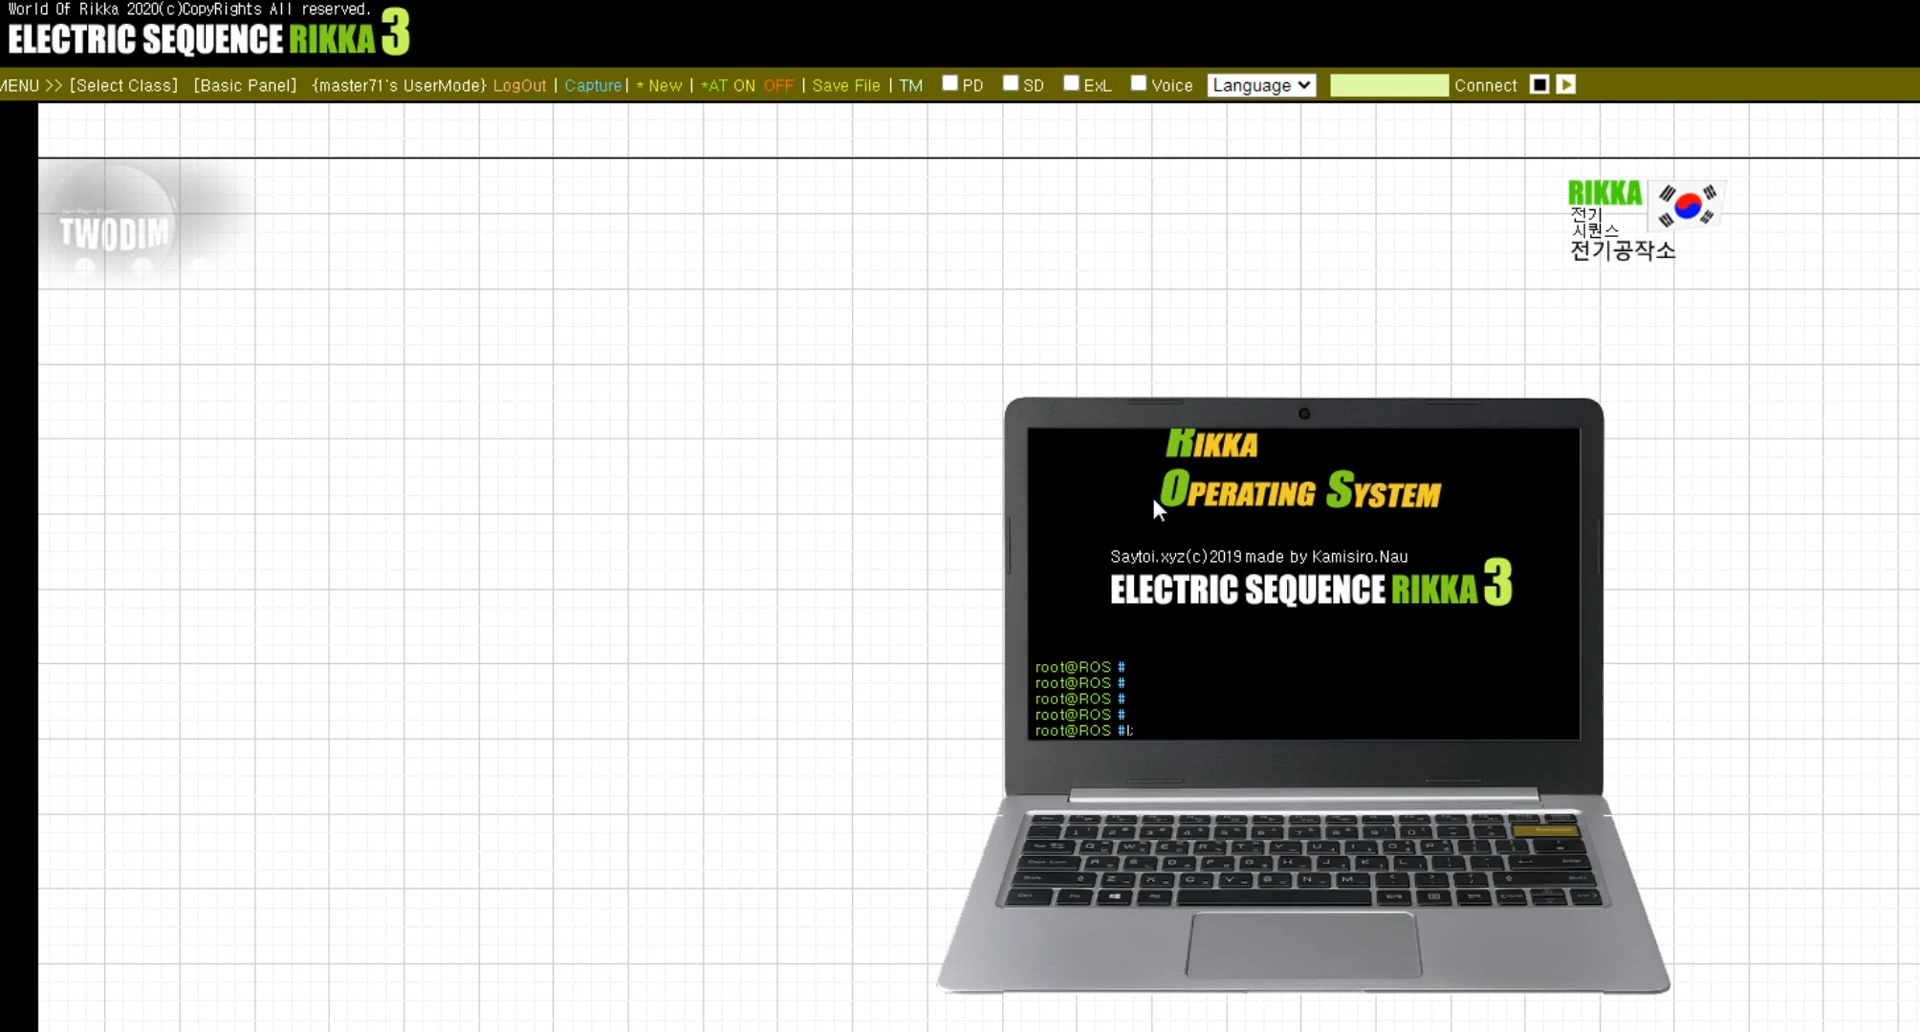 World Of Rikka 2020(c)CopyRights All reserved.
ELECTRIC SEQUENCE RIKKA 3
MENU >> [Select Class] [Basic Panel] {master71's UserMode} LogOut | Capture| * New | *AT ON OFF | Save File | TM PD SD ExL Voice Language Connect
TWODIM
RIKKA
전기
시퀀스
전기공작소
RIKKA
OPERATING SYSTEM
Saytoi.xyz(c)2019 made by Kamisiro.Nau
ELECTRIC SEQUENCE RIKKA 3
root@ROS #
root@ROS #
root@ROS #
root@ROS #
root@ROS #l;